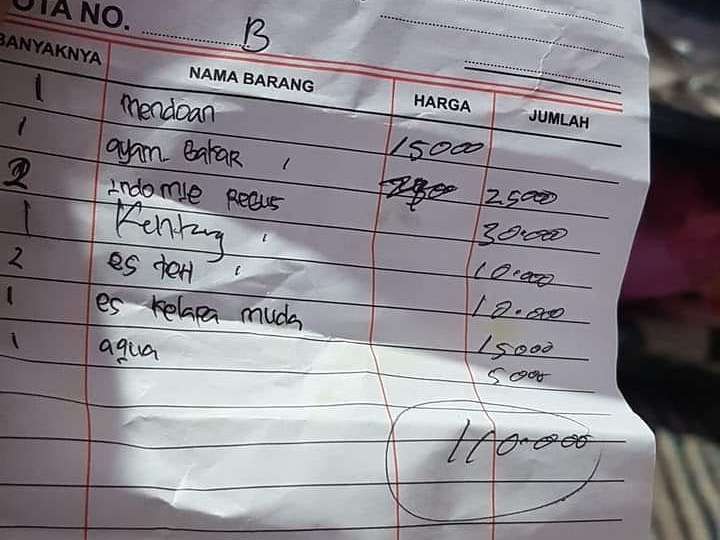 OTA NO. B
BANYAKNYA NAMA BARANG HARGA JUMLAH
1 mendoan 15000
1 ayam Bakar 25000
2 indomie Rebus 30.000
1 Kentang 10.000
2 es teH 10.000
1 es kelapa muda 15000
1 aqua 5000
110.000